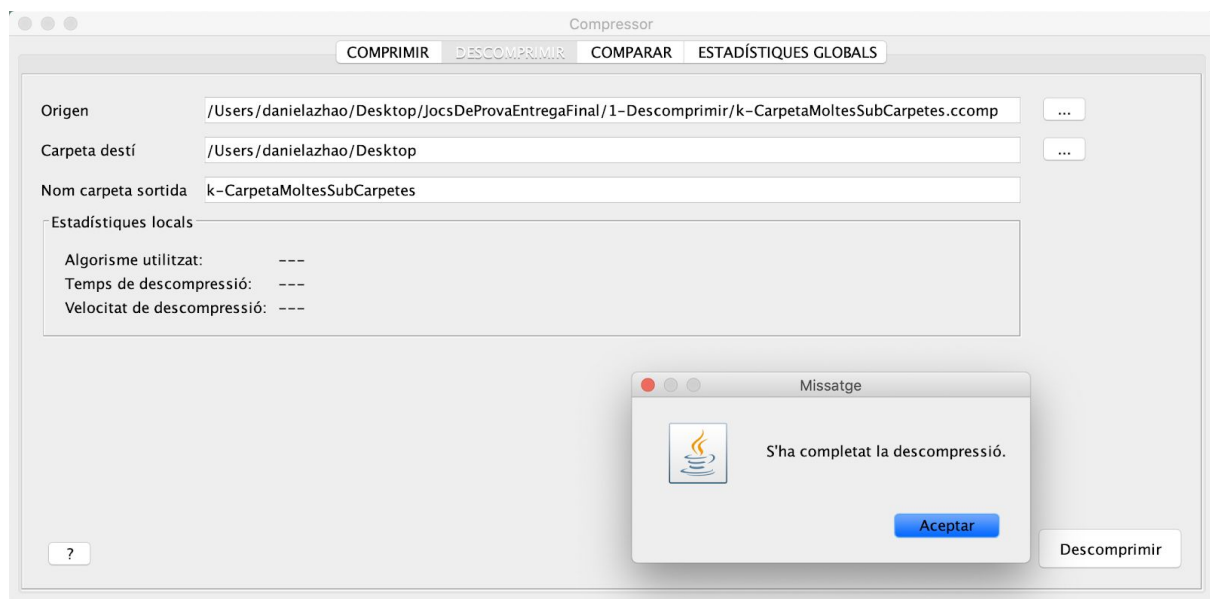 Compressor
COMPRIMIR DESCOMPRIMIR COMPARAR ESTADÍSTIQUES GLOBALS
Origen /Users/danielazhao/Desktop/JocsDeProvaEntregaFinal/1-Descomprimir/k-CarpetaMoltesSubCarpetes.ccomp ...
Carpeta destí /Users/danielazhao/Desktop ...
Nom carpeta sortida k-CarpetaMoltesSubCarpetes
Estadístiques locals
Algorisme utilitzat: ---
Temps de descompressió: ---
Velocitat de descompressió: ---
Missatge
S'ha completat la descompressió.
Aceptar
? Descomprimir